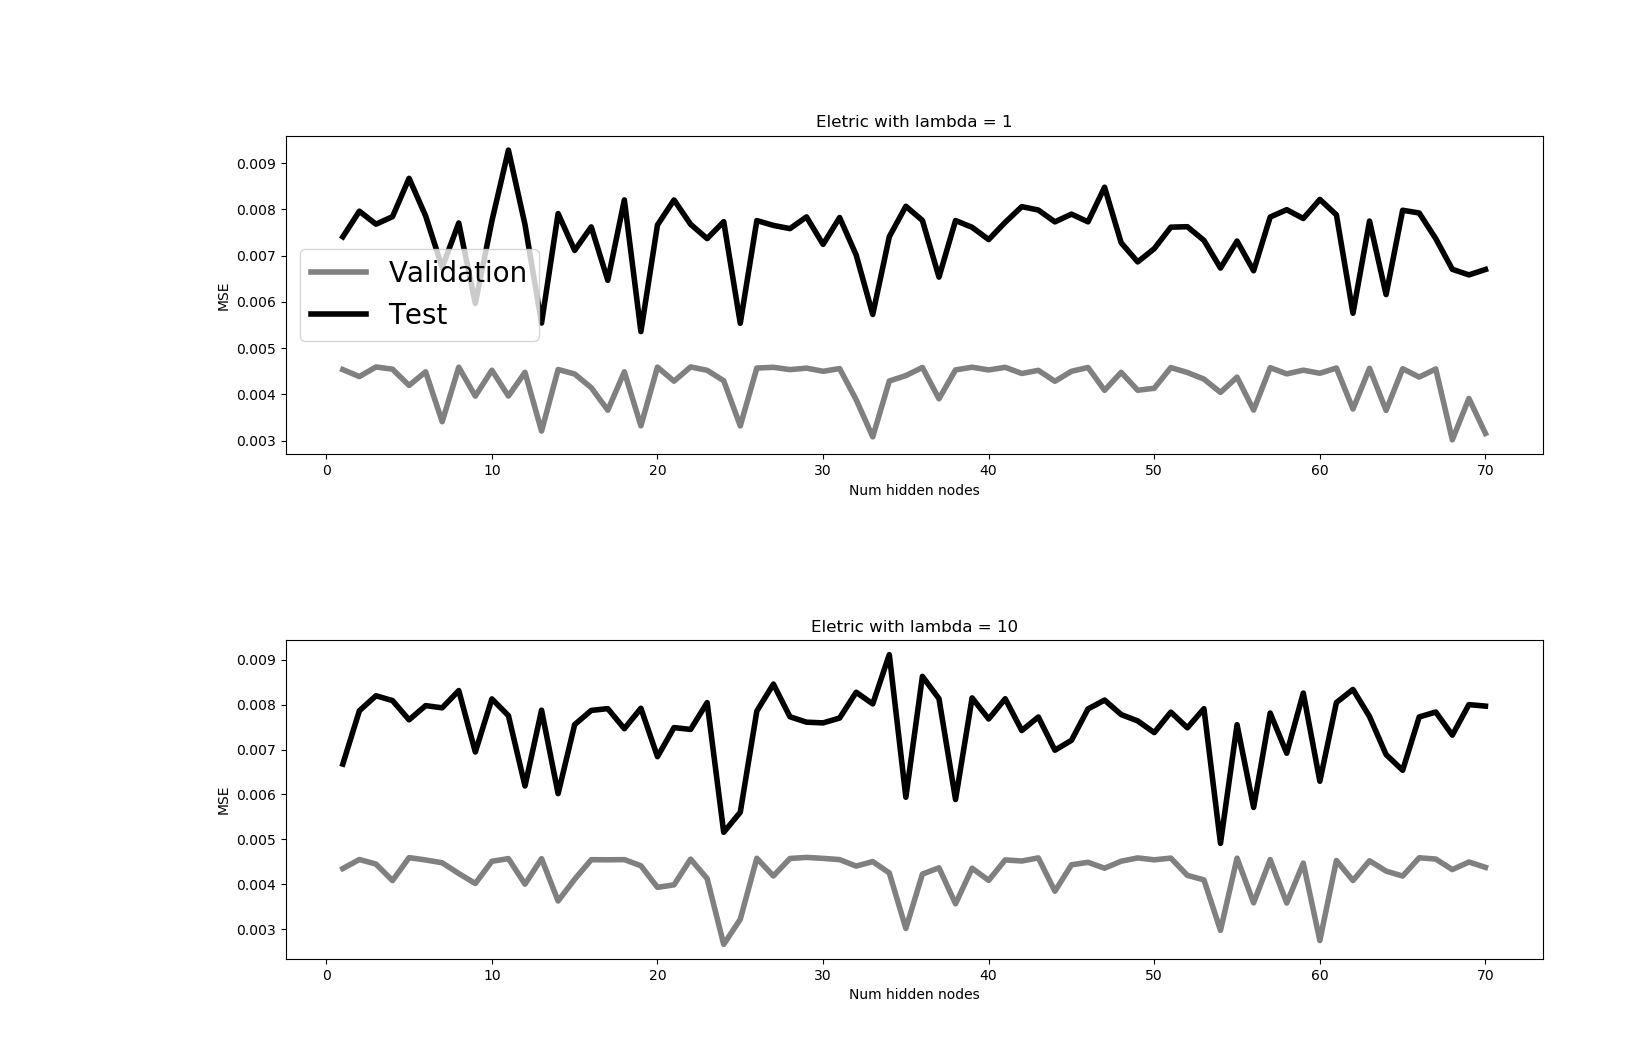 Eletric with lambda = 1
0.009
0.008
0.007
0.006
0.005
0.004
0.003
MSE
Validation
Test
0 10 20 30 40 50 60 70
Num hidden nodes
Eletric with lambda = 10
0.009
0.008
0.007
0.006
0.005
0.004
0.003
MSE
0 10 20 30 40 50 60 70
Num hidden nodes